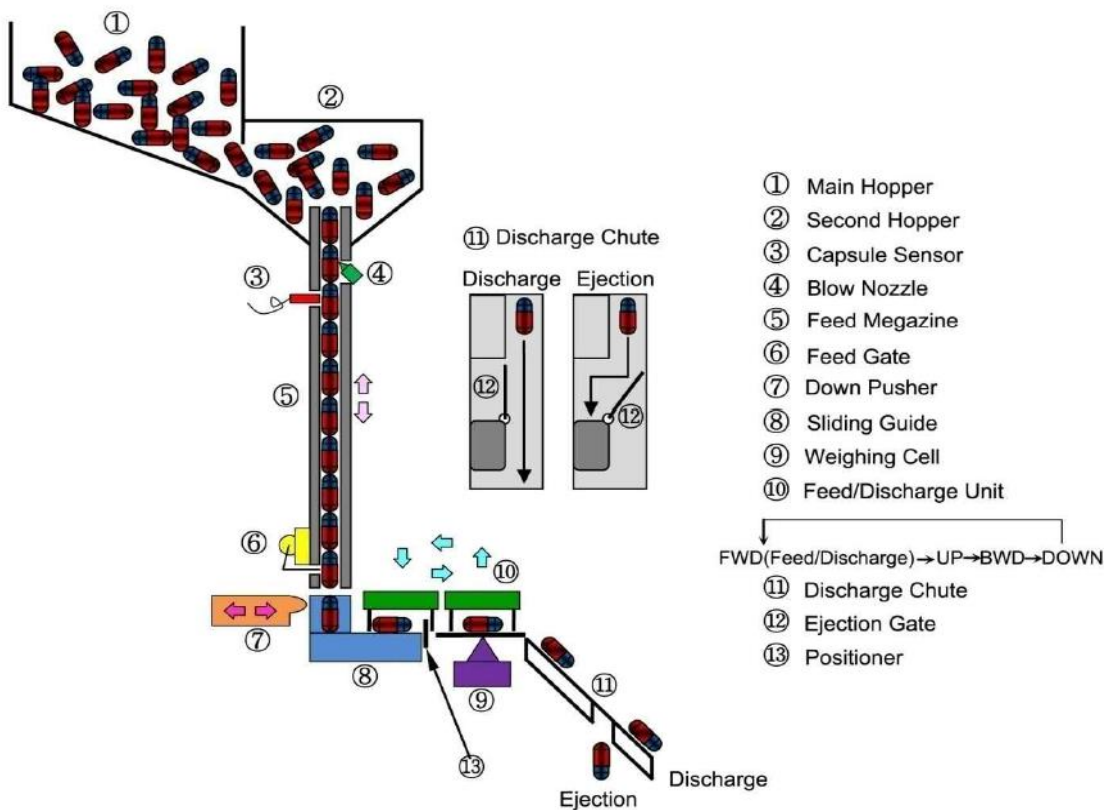 ①
②
③
④
⑤
⑥
⑦
⑧
⑨
⑩
⑪
⑬
Ejection
Discharge
⑪ Discharge Chute
Discharge
Ejection
⑫
⑫
① Main Hopper
② Second Hopper
③ Capsule Sensor
④ Blow Nozzle
⑤ Feed Megazine
⑥ Feed Gate
⑦ Down Pusher
⑧ Sliding Guide
⑨ Weighing Cell
⑩ Feed/Discharge Unit
FWD(Feed/Discharge)→UP→BWD→DOWN
⑪ Discharge Chute
⑫ Ejection Gate
⑬ Positioner